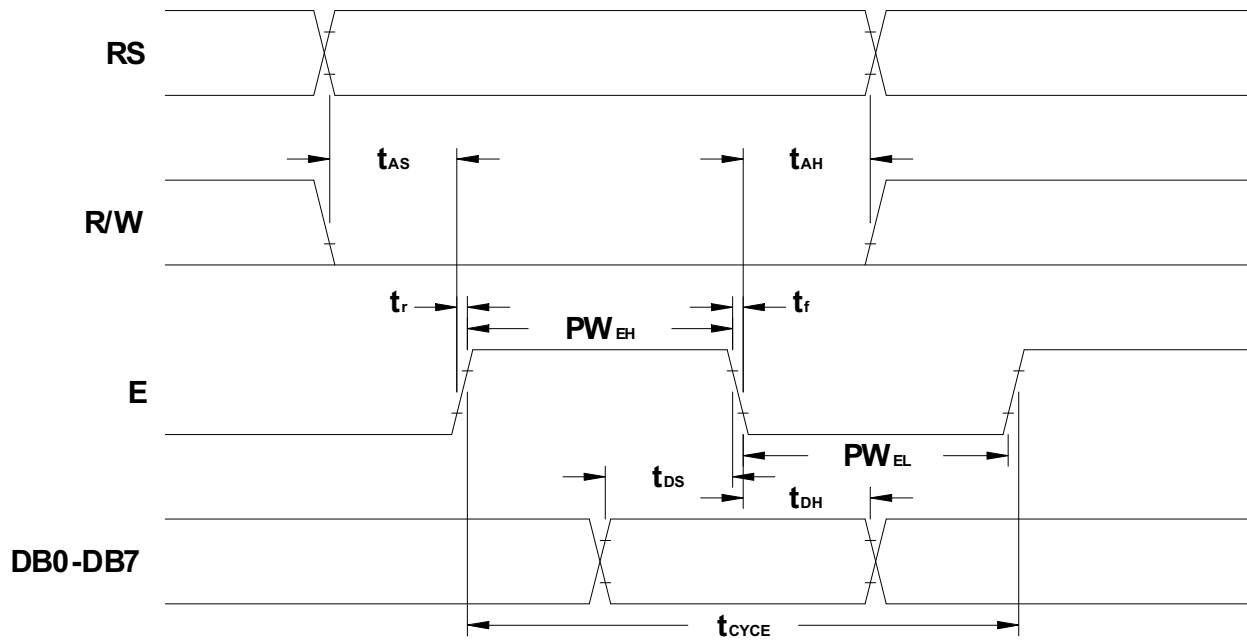 RS
tAS
tAH
R/W
tr
tf
PWEH
E
PWEL
tDS
tDH
DB0-DB7
tCYCE